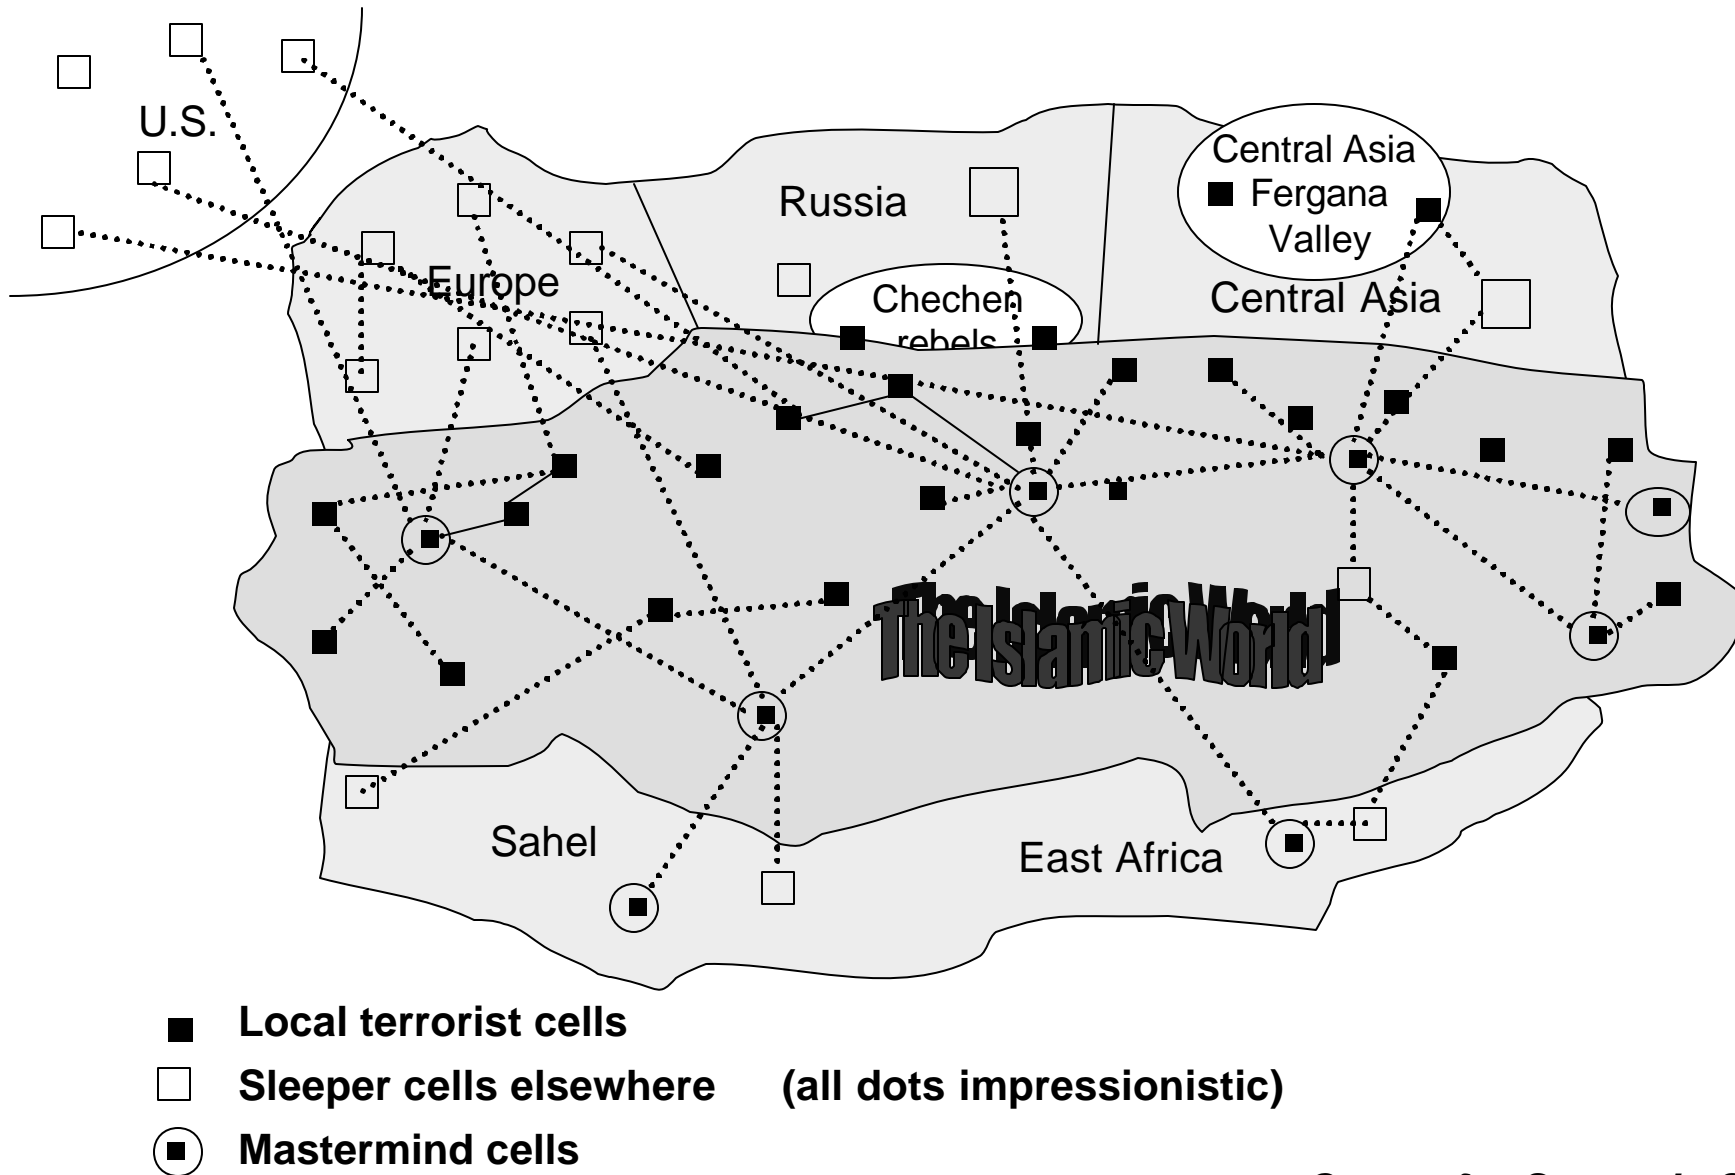 U.S.
Central Asia
Fergana
Valley
Russia
Europe
Chechen
rebels
Central Asia
The Islamic World
Sahel
East Africa
Local terrorist cells
Sleeper cells elsewhere (all dots impressionistic)
Mastermind cells